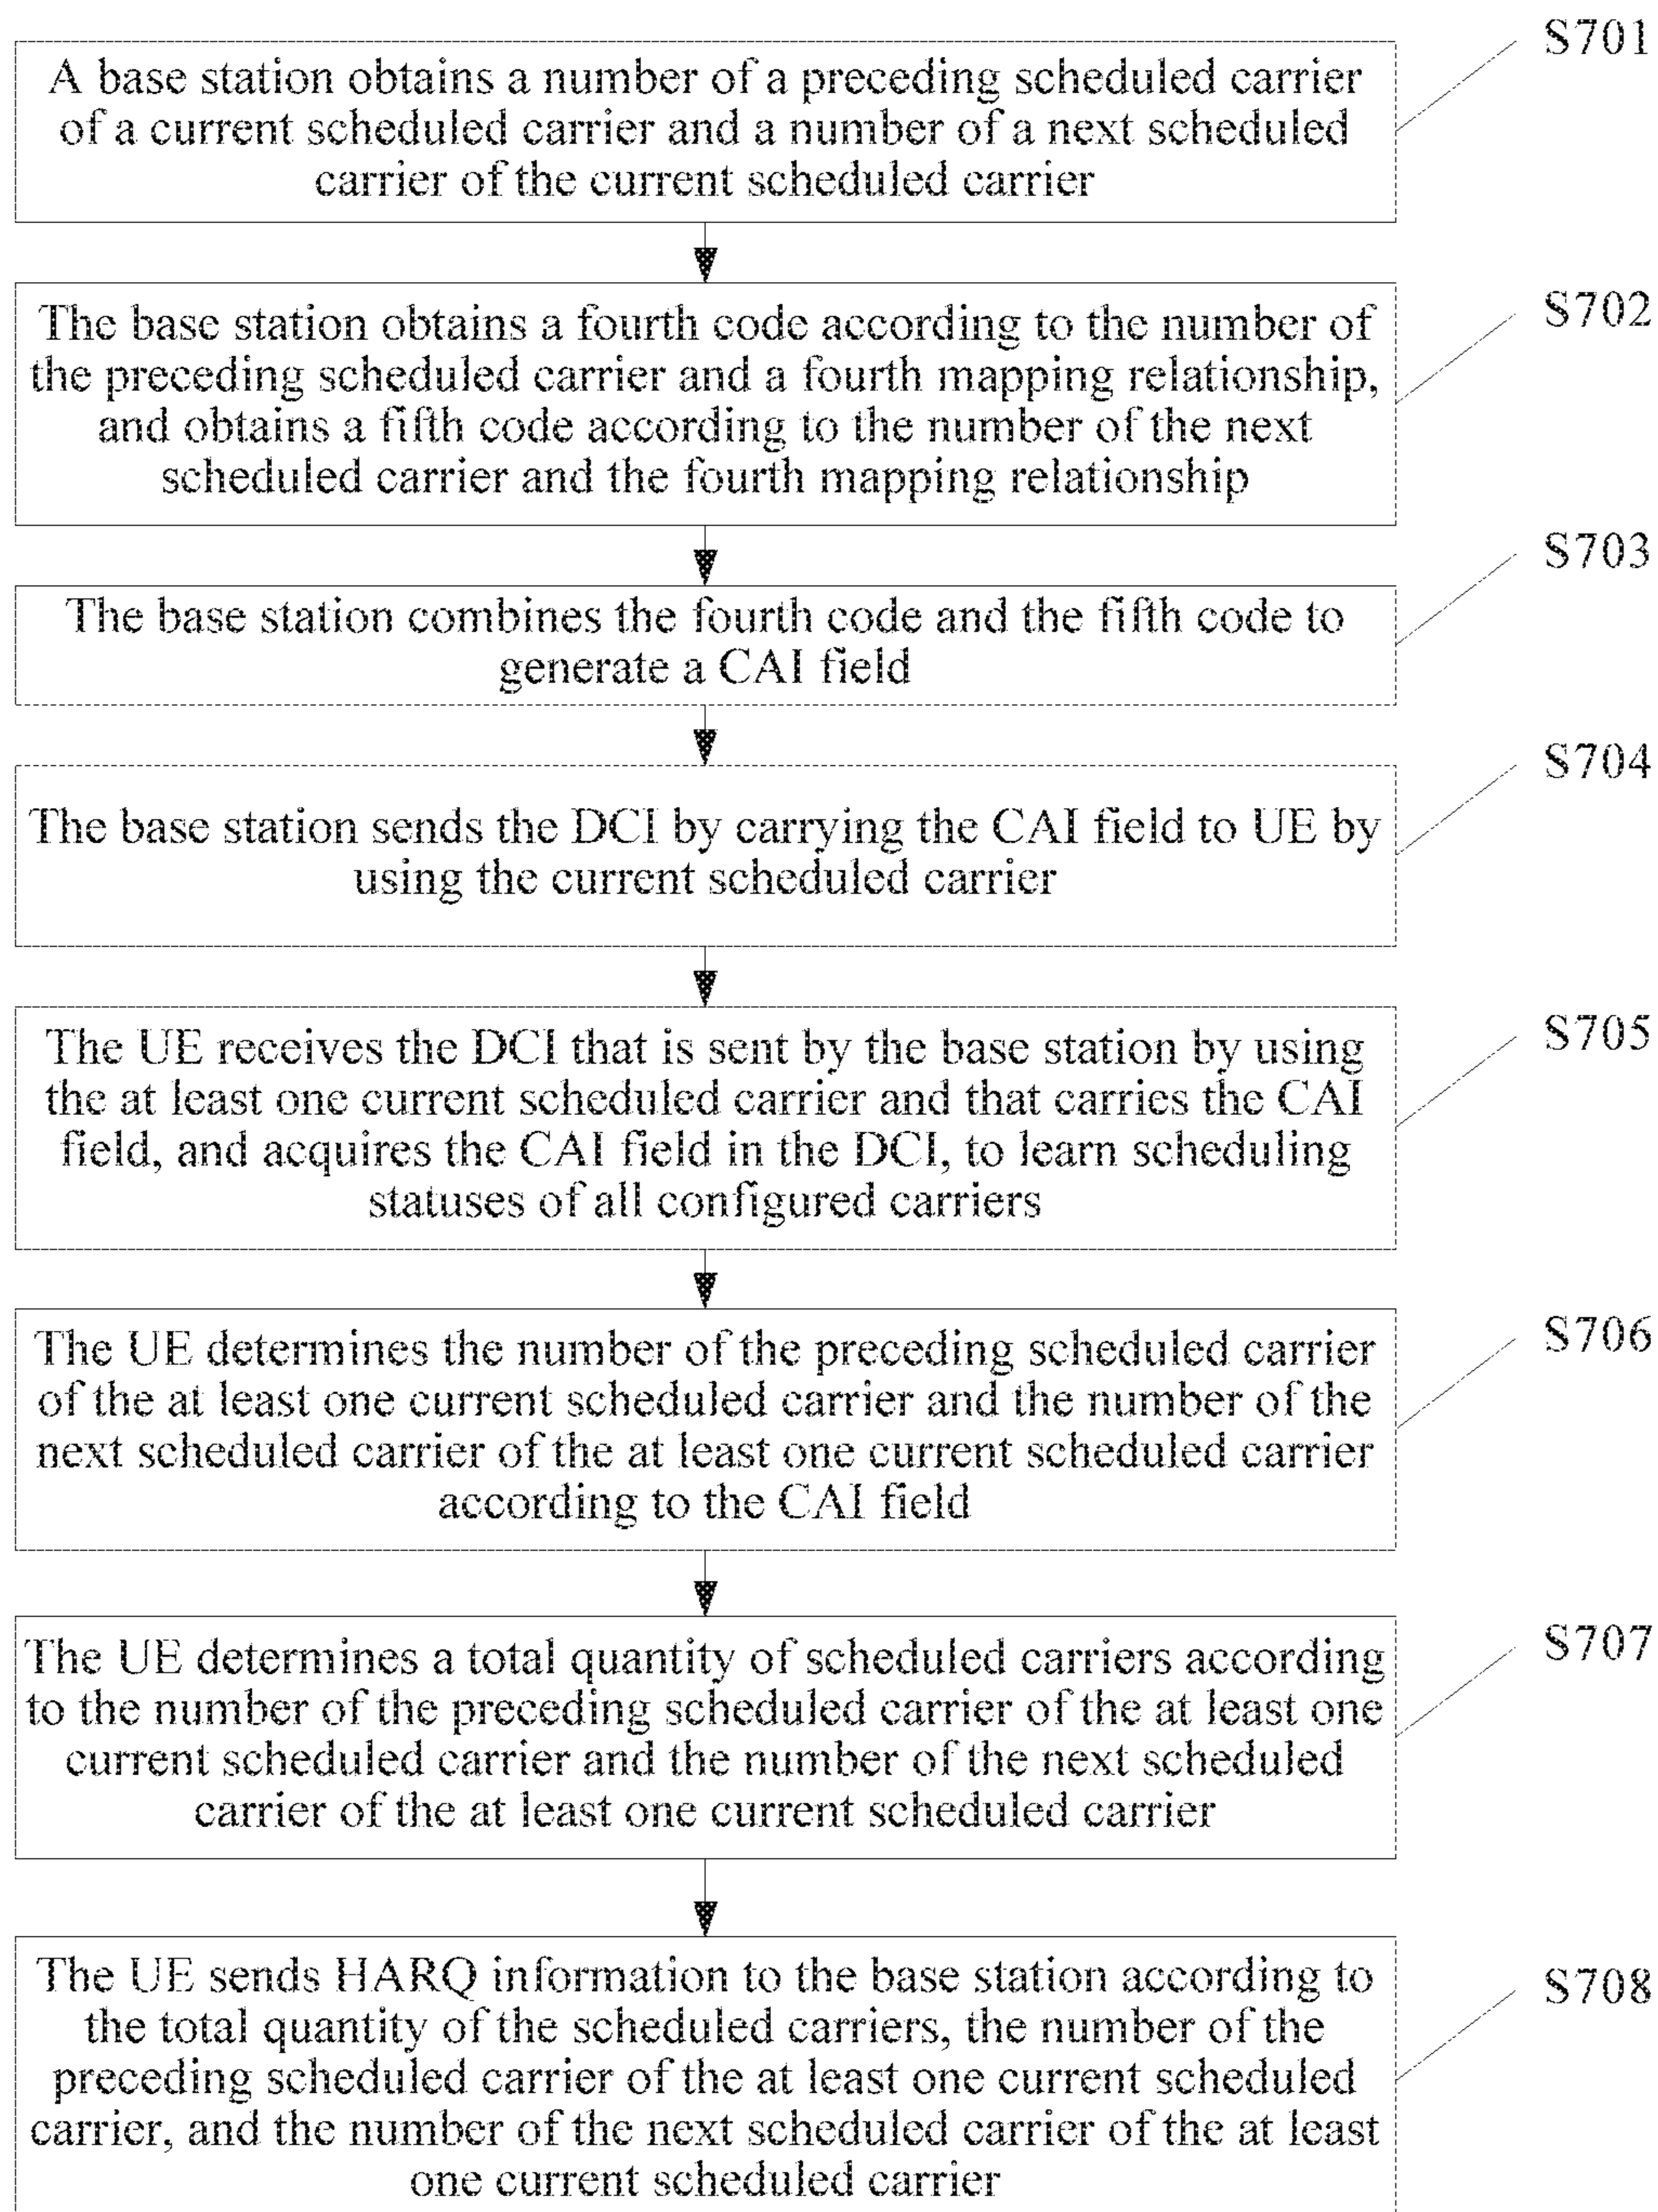 S701
A base station obtains a number of a preceding scheduled carrier
of a current scheduled carrier and a number of a next scheduled
carrier of the current scheduled carrier
S702
The base station obtains a fourth code according to the number of
the preceding scheduled carrier and a fourth mapping relationship,
and obtains a fifth code according to the number of the next
scheduled carrier and the fourth mapping relationship
S703
The base station combines the fourth code and the fifth code to
generate a CAI field
S704
The base station sends the DCI by carrying the CAI field to UE by
using the current scheduled carrier
S705
The UE receives the DCI that is sent by the base station by using
the at least one current scheduled carrier and that carries the CAI
field, and acquires the CAI field in the DCI, to learn scheduling
statuses of all configured carriers
S706
The UE determines the number of the preceding scheduled carrier
of the at least one current scheduled carrier and the number of the
next scheduled carrier of the at least one current scheduled carrier
according to the CAI field
S707
The UE determines a total quantity of scheduled carriers according
to the number of the preceding scheduled carrier of the at least one
current scheduled carrier and the number of the next scheduled
carrier of the at least one current scheduled carrier
S708
The UE sends HARQ information to the base station according to
the total quantity of the scheduled carriers, the number of the
preceding scheduled carrier of the at least one current scheduled
carrier, and the number of the next scheduled carrier of the at least
one current scheduled carrier